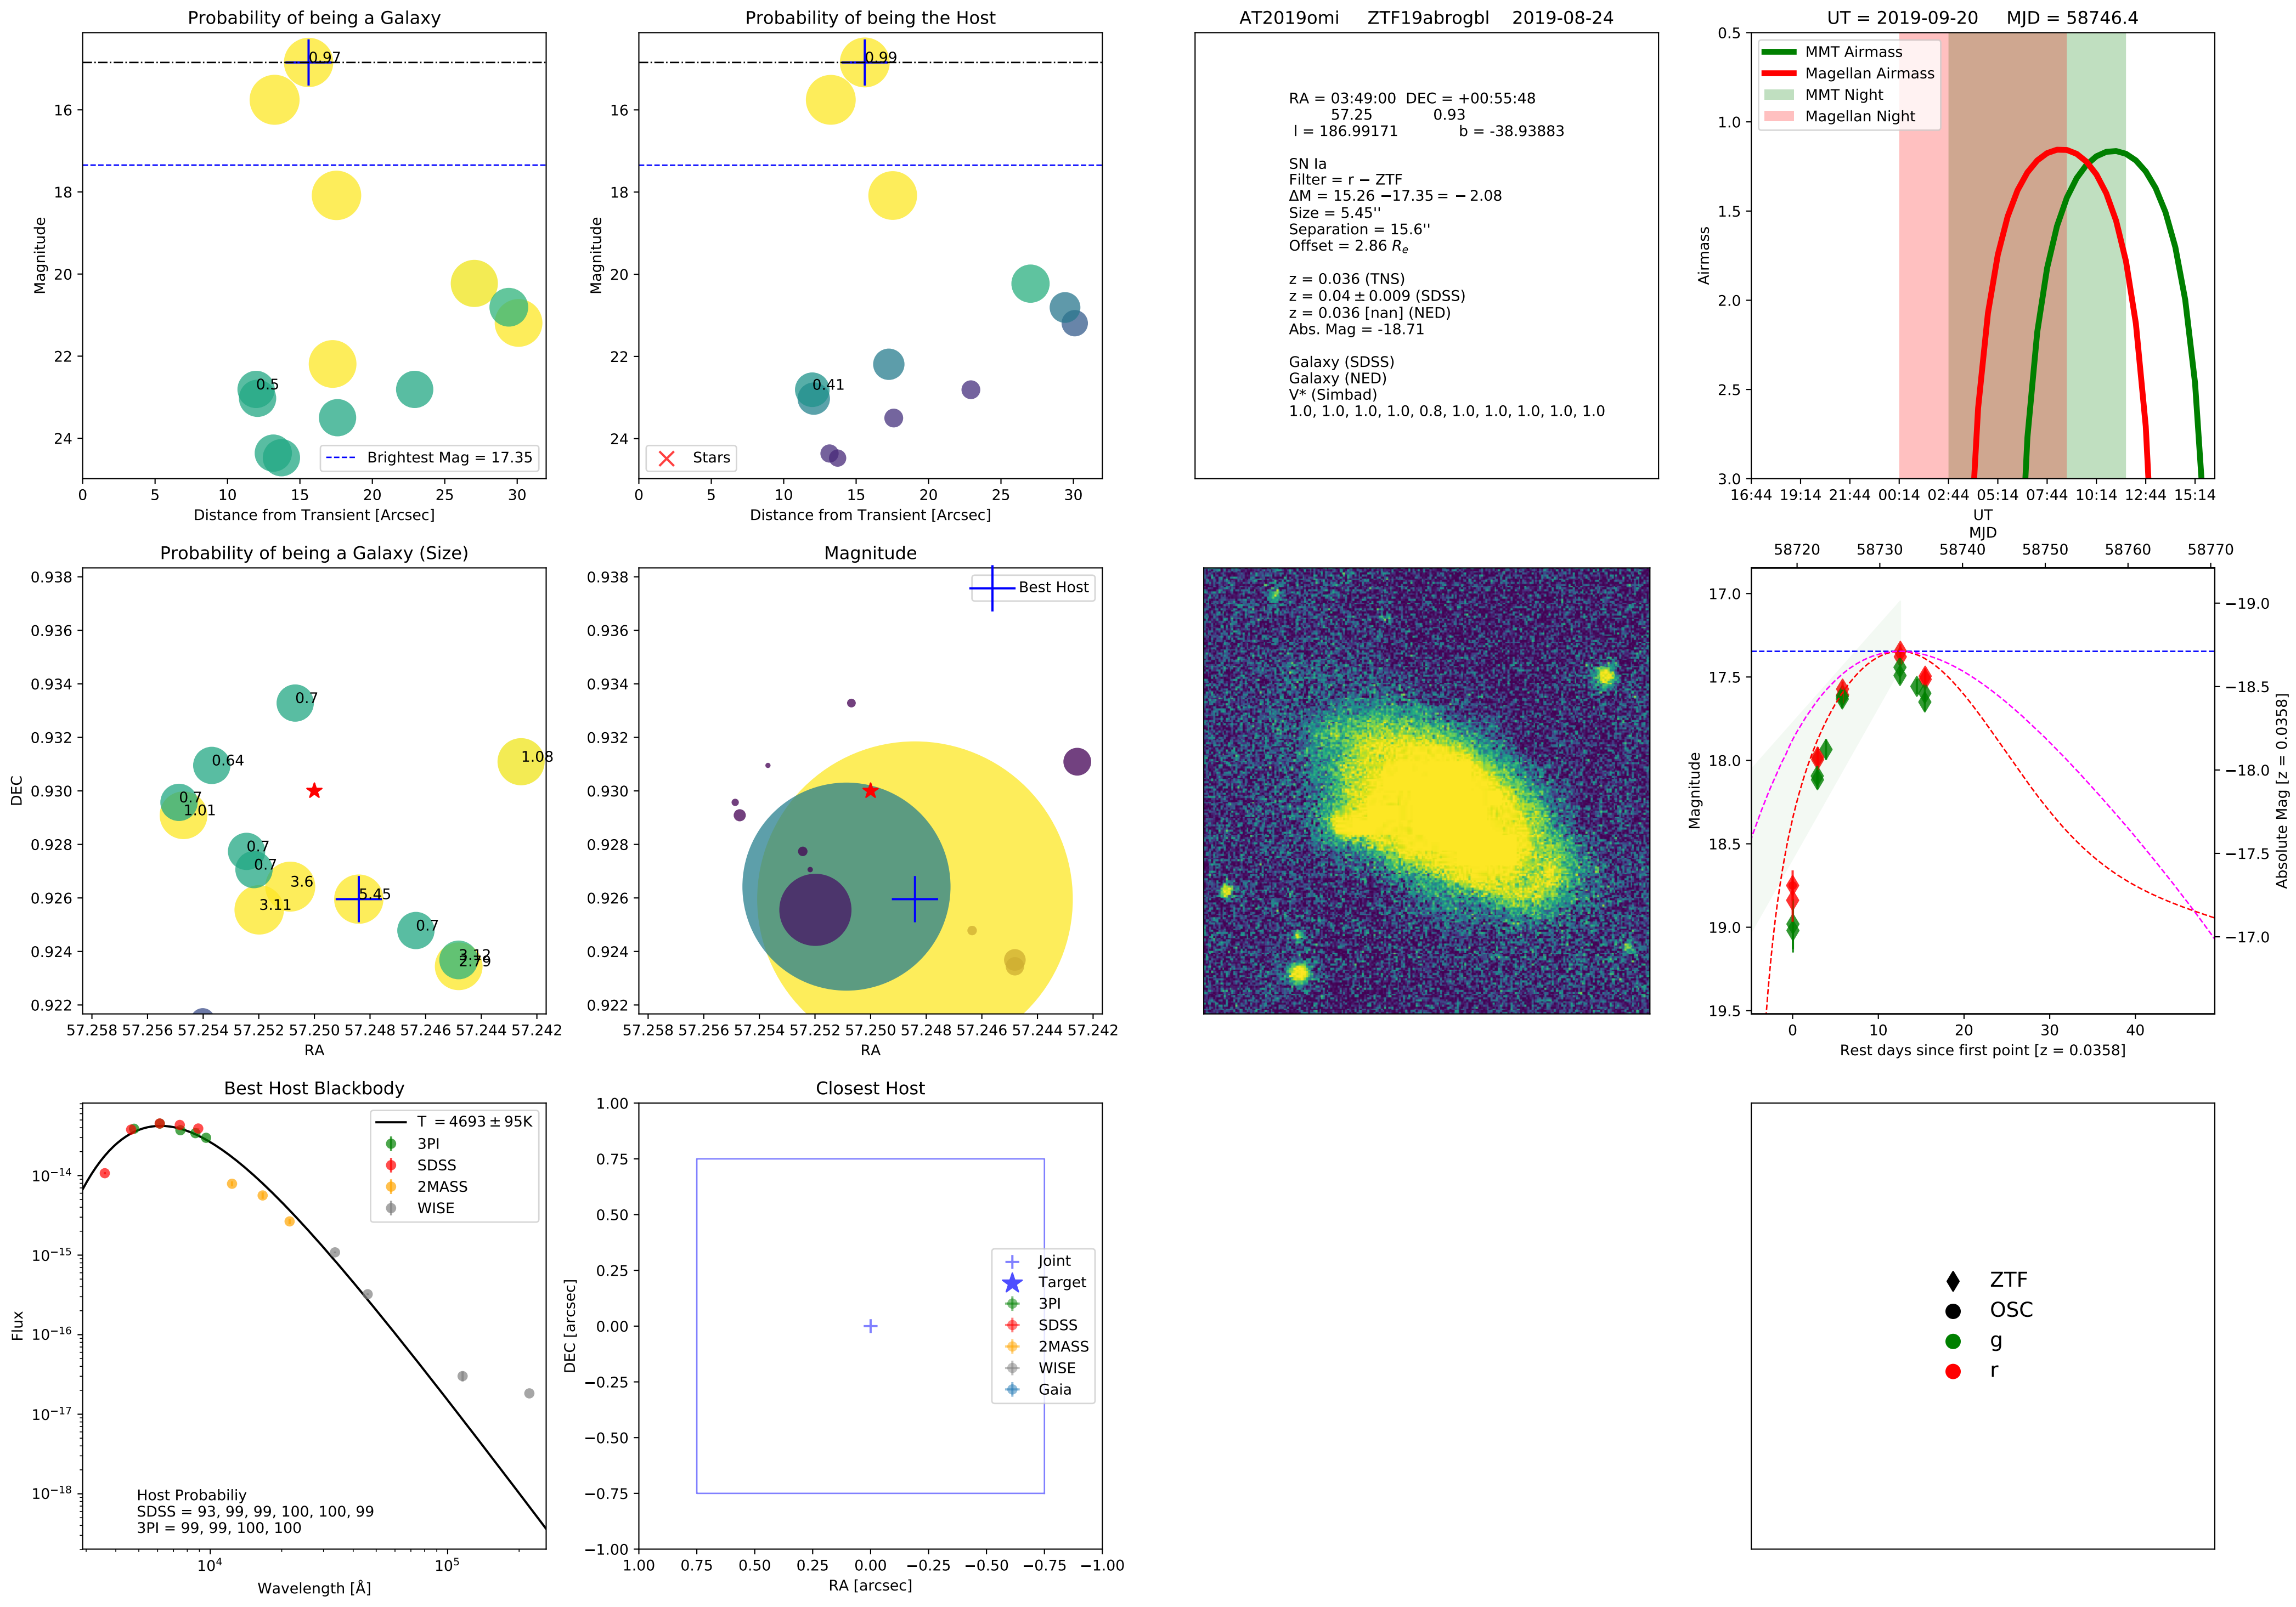 Probability of being a Galaxy
0.97
0.5
Brightest Mag = 17.35
16
18
20
22
24
Magnitude
0 5 10 15 20 25 30
Distance from Transient [Arcsec]
Probability of being the Host
0.99
0.41
Stars
16
18
20
22
24
Magnitude
0 5 10 15 20 25 30
Distance from Transient [Arcsec]
AT2019omi ZTF19abrogbl 2019-08-24
RA = 03:49:00 DEC = +00:55:48
57.25 0.93
l = 186.99171 b = -38.93883
SN Ia
Filter = r − ZTF
ΔM = 15.26 −17.35 = −2.08
Size = 5.45''
Separation = 15.6''
Offset = 2.86 Re
z = 0.036 (TNS)
z = 0.04 ± 0.009 (SDSS)
z = 0.036 [nan] (NED)
Abs. Mag = -18.71
Galaxy (SDSS)
Galaxy (NED)
V* (Simbad)
1.0, 1.0, 1.0, 1.0, 0.8, 1.0, 1.0, 1.0, 1.0, 1.0
UT = 2019-09-20 MJD = 58746.4
MMT Airmass
Magellan Airmass
MMT Night
Magellan Night
0.5
1.0
1.5
2.0
2.5
3.0
Airmass
16:44 19:14 21:44 00:14 02:44 05:14 07:44 10:14 12:44 15:14
UT
Probability of being a Galaxy (Size)
0.938
0.936
0.934
0.932
0.930
0.928
0.926
0.924
0.922
DEC
0.7
0.64
1.08
0.7
1.01
0.7
0.7
3.6
5.45
3.11
0.7
3.12
2.79
57.258 57.256 57.254 57.252 57.250 57.248 57.246 57.244 57.242
RA
Magnitude
Best Host
0.938
0.936
0.934
0.932
0.930
0.928
0.926
0.924
0.922
57.258 57.256 57.254 57.252 57.250 57.248 57.246 57.244 57.242
RA
MJD
58720 58730 58740 58750 58760 58770
17.0
17.5
18.0
18.5
19.0
19.5
Magnitude
−19.0
−18.5
−18.0
−17.5
−17.0
Absolute Mag [z = 0.0358]
0 10 20 30 40
Rest days since first point [z = 0.0358]
Best Host Blackbody
T = 4693 ± 95K
3PI
SDSS
2MASS
WISE
10−14
10−15
10−16
10−17
10−18
Flux
Host Probabiliy
SDSS = 93, 99, 99, 100, 100, 99
3PI = 99, 99, 100, 100
104 105
Wavelength [Å]
Closest Host
1.00
0.75
0.50
0.25
0.00
−0.25
−0.50
−0.75
−1.00
DEC [arcsec]
Joint
Target
3PI
SDSS
2MASS
WISE
Gaia
1.00 0.75 0.50 0.25 0.00 −0.25 −0.50 −0.75 −1.00
RA [arcsec]
ZTF
OSC
g
r